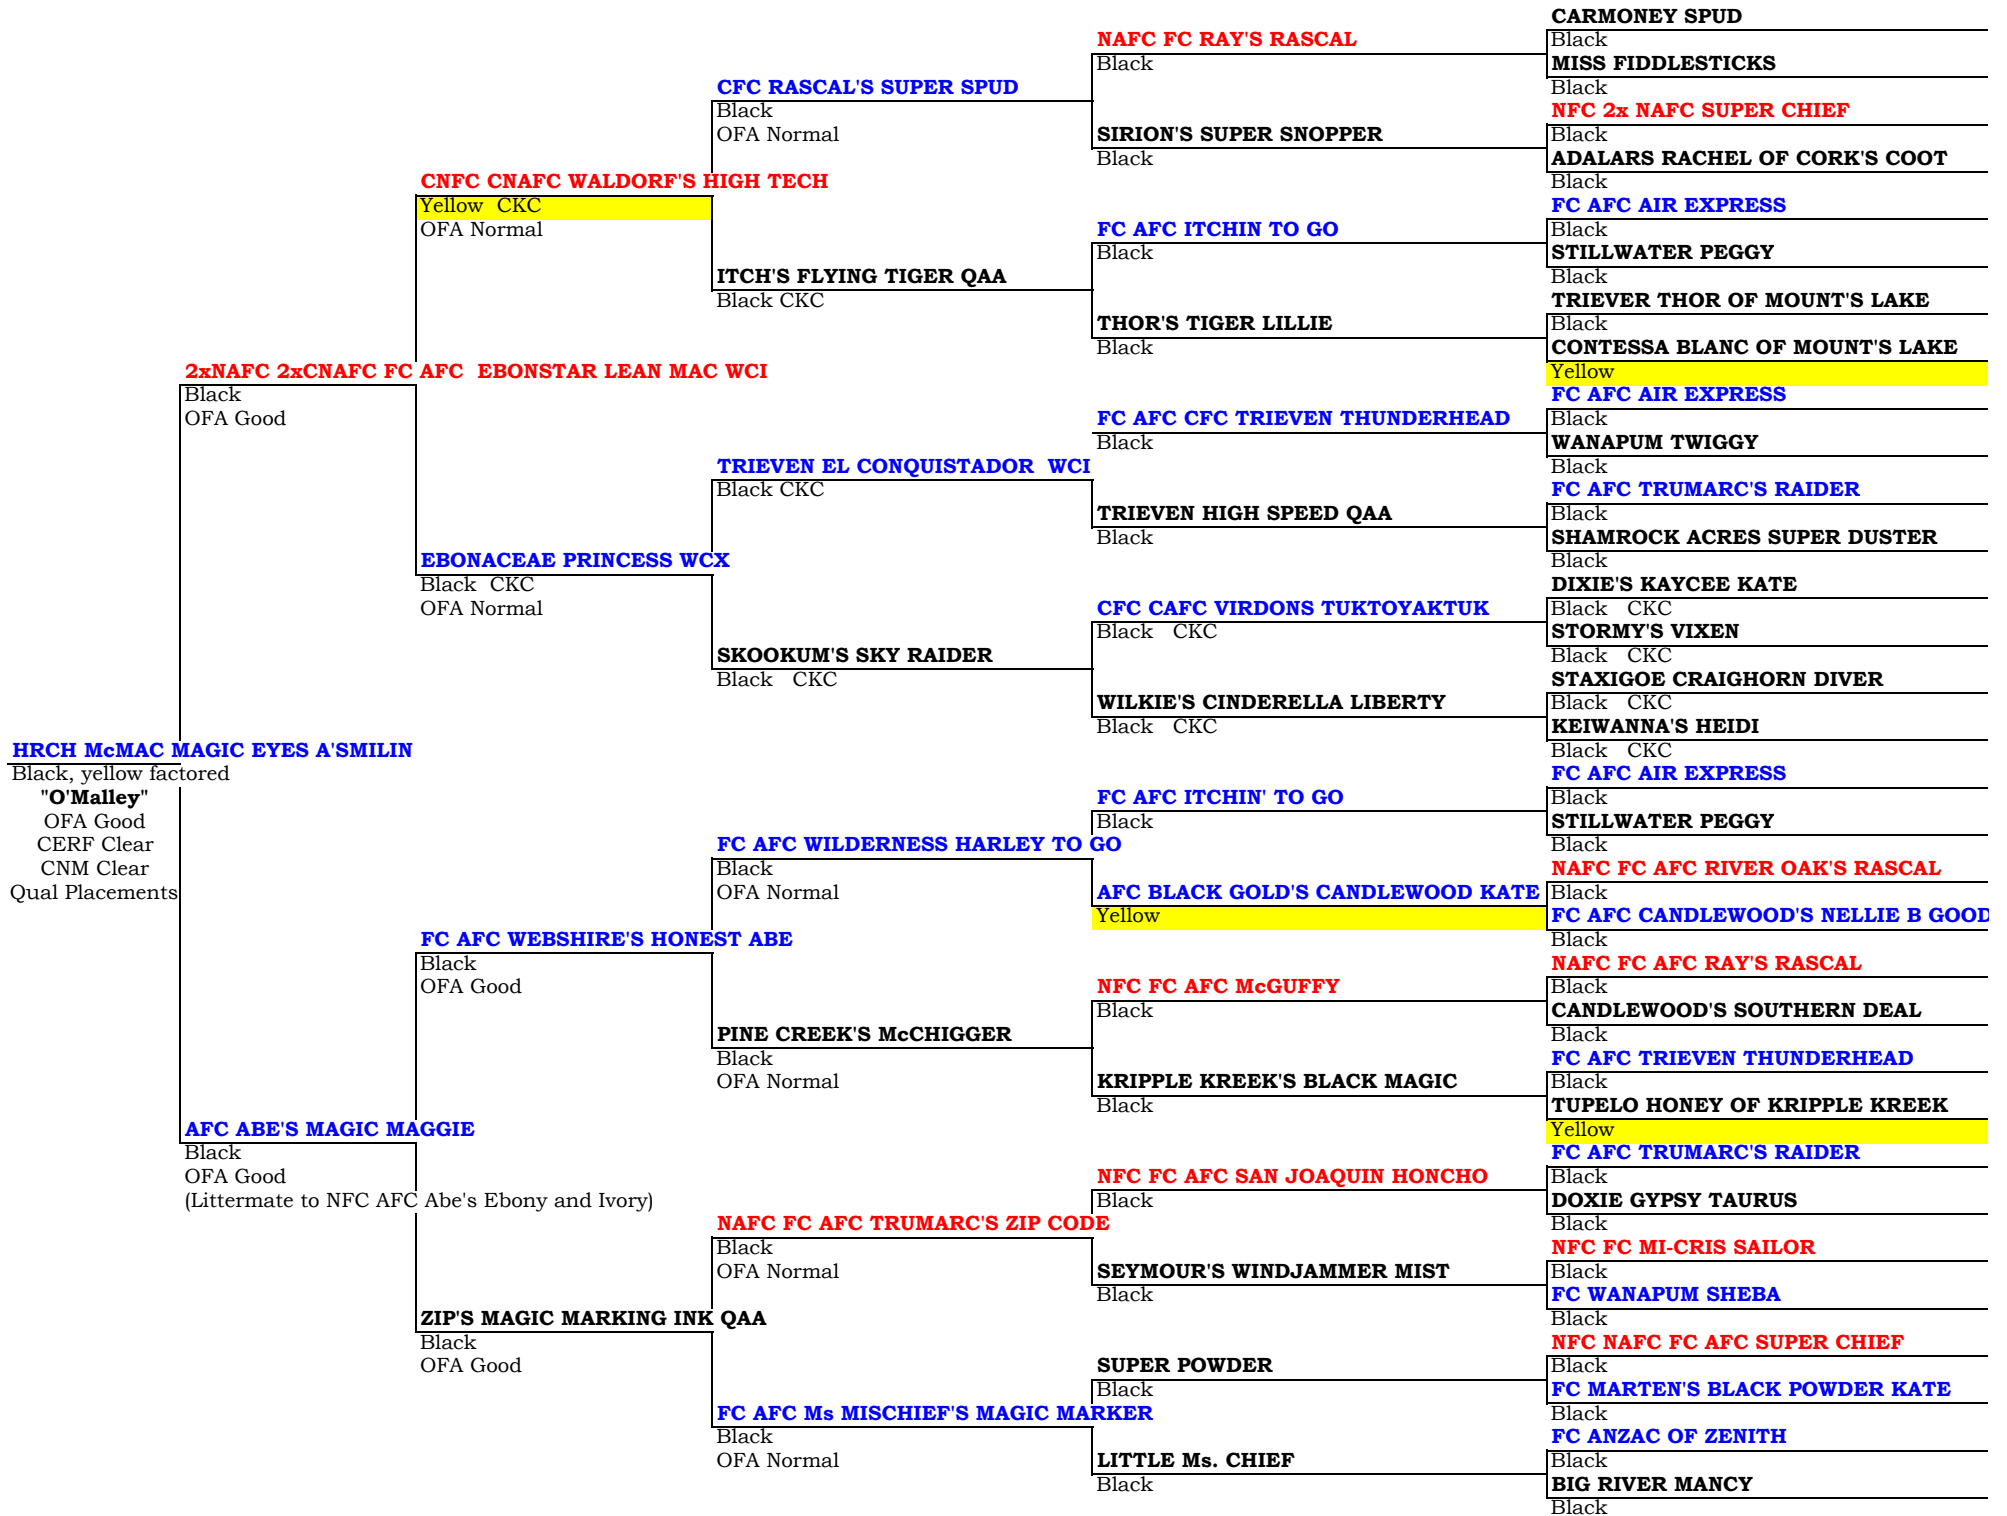 HRCH McMAC MAGIC EYES A'SMILIN
Black, yellow factored
"O'Malley"
OFA Good
CERF Clear
CNM Clear
Qual Placements
2xNAFC 2xCNAFC FC AFC  EBONSTAR LEAN MAC WCI
Black
OFA Good
AFC ABE'S MAGIC MAGGIE
Black
OFA Good
(Littermate to NFC AFC Abe's Ebony and Ivory)
CNFC CNAFC WALDORF'S HIGH TECH
Yellow  CKC
OFA Normal
EBONACEAE PRINCESS WCX
Black  CKC
OFA Normal
FC AFC WEBSHIRE'S HONEST ABE
Black
OFA Good
ZIP'S MAGIC MARKING INK QAA
Black
OFA Good
CFC RASCAL'S SUPER SPUD
Black
OFA Normal
ITCH'S FLYING TIGER QAA
Black CKC
TRIEVEN EL CONQUISTADOR  WCI
Black CKC
SKOOKUM'S SKY RAIDER
Black   CKC
FC AFC WILDERNESS HARLEY TO GO
Black
OFA Normal
PINE CREEK'S McCHIGGER
Black
OFA Normal
NAFC FC AFC TRUMARC'S ZIP CODE
Black
OFA Normal
FC AFC Ms MISCHIEF'S MAGIC MARKER
Black
OFA Normal
NAFC FC RAY'S RASCAL
Black
SIRION'S SUPER SNOPPER
Black
FC AFC ITCHIN TO GO
Black
THOR'S TIGER LILLIE
Black
FC AFC CFC TRIEVEN THUNDERHEAD
Black
TRIEVEN HIGH SPEED QAA
Black
CFC CAFC VIRDONS TUKTOYAKTUK
Black   CKC
WILKIE'S CINDERELLA LIBERTY
Black   CKC
FC AFC ITCHIN' TO GO
Black
AFC BLACK GOLD'S CANDLEWOOD KATE
Yellow
NFC FC AFC McGUFFY
Black
KRIPPLE KREEK'S BLACK MAGIC
Black
NFC FC AFC SAN JOAQUIN HONCHO
Black
SEYMOUR'S WINDJAMMER MIST
Black
SUPER POWDER
Black
LITTLE Ms. CHIEF
Black
CARMONEY SPUD
Black
MISS FIDDLESTICKS
Black
NFC 2x NAFC SUPER CHIEF
Black
ADALARS RACHEL OF CORK'S COOT
Black
FC AFC AIR EXPRESS
Black
STILLWATER PEGGY
Black
TRIEVER THOR OF MOUNT'S LAKE
Black
CONTESSA BLANC OF MOUNT'S LAKE
Yellow
FC AFC AIR EXPRESS
Black
WANAPUM TWIGGY
Black
FC AFC TRUMARC'S RAIDER
Black
SHAMROCK ACRES SUPER DUSTER
Black
DIXIE'S KAYCEE KATE
Black   CKC
STORMY'S VIXEN
Black   CKC
STAXIGOE CRAIGHORN DIVER
Black   CKC
KEIWANNA'S HEIDI
Black   CKC
FC AFC AIR EXPRESS
Black
STILLWATER PEGGY
Black
NAFC FC AFC RIVER OAK'S RASCAL
Black
FC AFC CANDLEWOOD'S NELLIE B GOOD
Black
NAFC FC AFC RAY'S RASCAL
Black
CANDLEWOOD'S SOUTHERN DEAL
Black
FC AFC TRIEVEN THUNDERHEAD
Black
TUPELO HONEY OF KRIPPLE KREEK
Yellow
FC AFC TRUMARC'S RAIDER
Black
DOXIE GYPSY TAURUS
Black
NFC FC MI-CRIS SAILOR
Black
FC WANAPUM SHEBA
Black
NFC NAFC FC AFC SUPER CHIEF
Black
FC MARTEN'S BLACK POWDER KATE
Black
FC ANZAC OF ZENITH
Black
BIG RIVER MANCY
Black